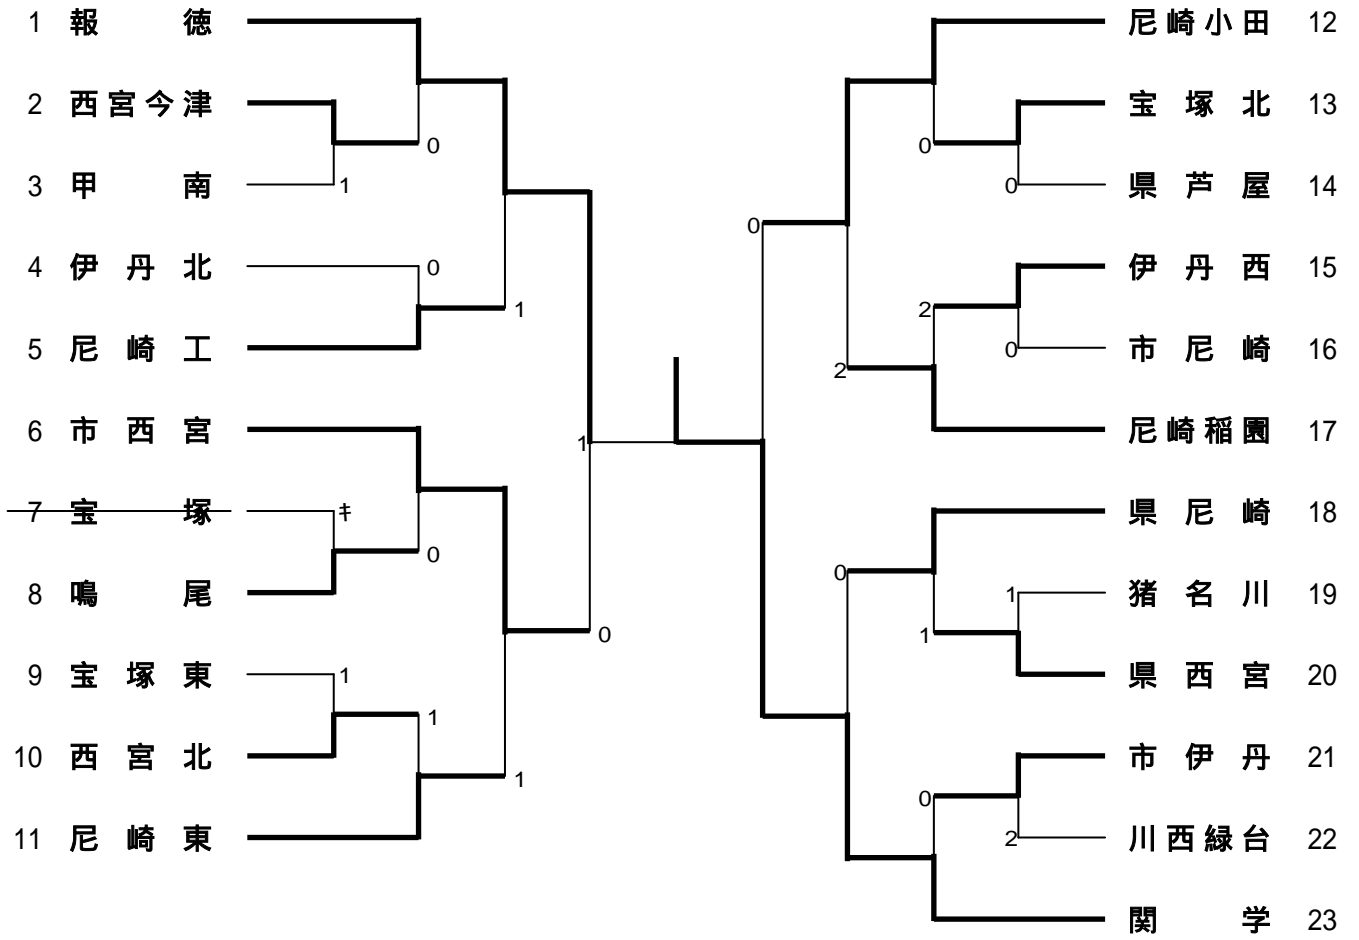 1 報徳
2 西宮今津
3 甲南
4 伊丹北
5 尼崎工
6 市西宮
7 宝塚
8 鳴尾
9 宝塚東
10 西宮北
11 尼崎東
0
1
0
1
ｷ
0
1
1
1
0
1
0
0
0
2
0
2
0
1
1
0
2
尼崎小田 12
宝塚北 13
県芦屋 14
伊丹西 15
市尼崎 16
尼崎稲園 17
県尼崎 18
猪名川 19
県西宮 20
市伊丹 21
川西緑台 22
関学 23